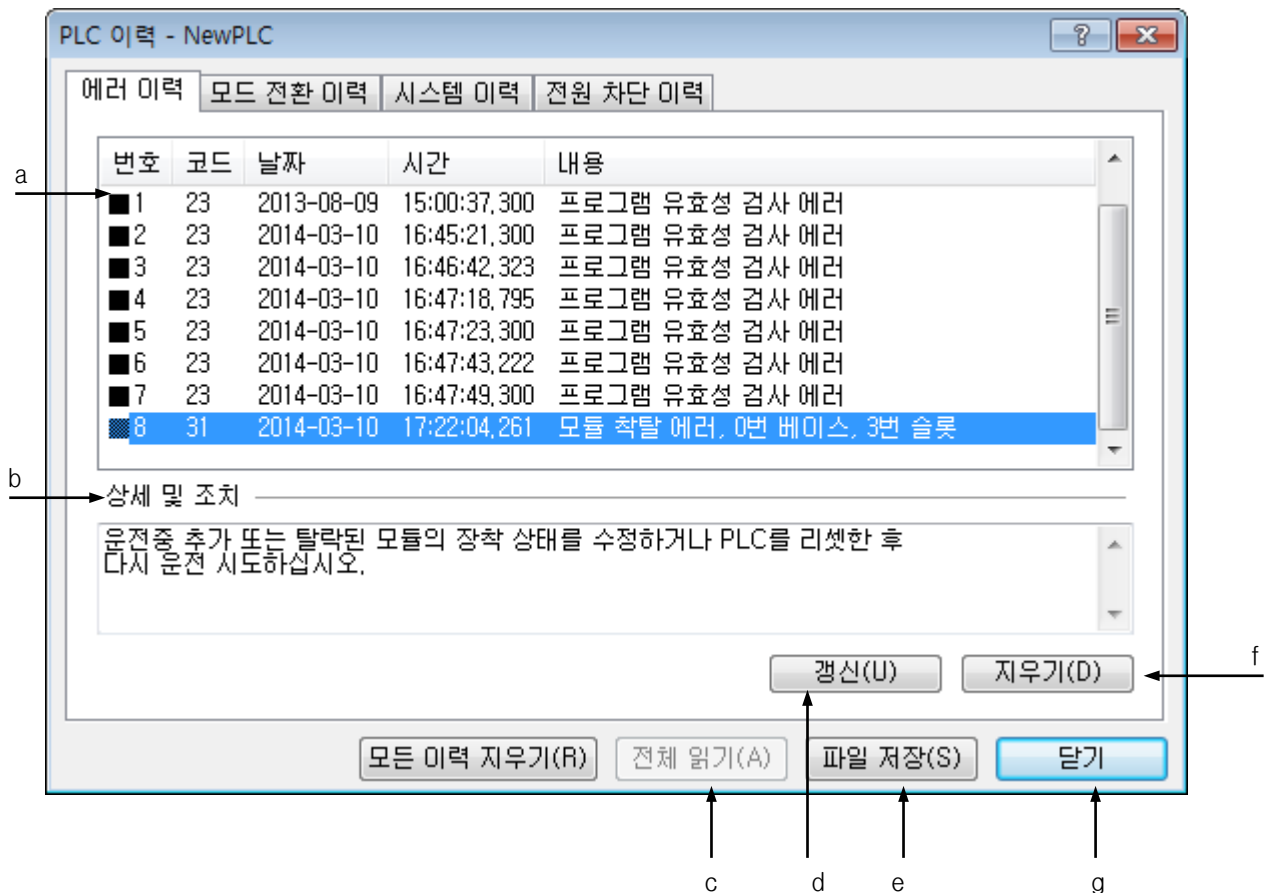 PLC 이력 - NewPLC
에러 이력 모드 전환 이력 시스템 이력 전원 차단 이력
번호 코드 날짜 시간 내용
a
1 23 2013-08-09 15:00:37,300 프로그램 유효성 검사 에러
2 23 2014-03-10 16:45:21,300 프로그램 유효성 검사 에러
3 23 2014-03-10 16:46:42,323 프로그램 유효성 검사 에러
4 23 2014-03-10 16:47:18,795 프로그램 유효성 검사 에러
5 23 2014-03-10 16:47:23,300 프로그램 유효성 검사 에러
6 23 2014-03-10 16:47:43,222 프로그램 유효성 검사 에러
7 23 2014-03-10 16:47:49,300 프로그램 유효성 검사 에러
8 31 2014-03-10 17:22:04,261 모듈 착탈 에러, 0번 베이스, 3번 슬롯
b
상세 및 조치
운전중 추가 또는 탈락된 모듈의 장착 상태를 수정하거나 PLC를 리셋한 후
다시 운전 시도하십시오.
갱신(U) 지우기(D)
f
모든 이력 지우기(R) 전체 읽기(A) 파일 저장(S) 닫기
c d e g